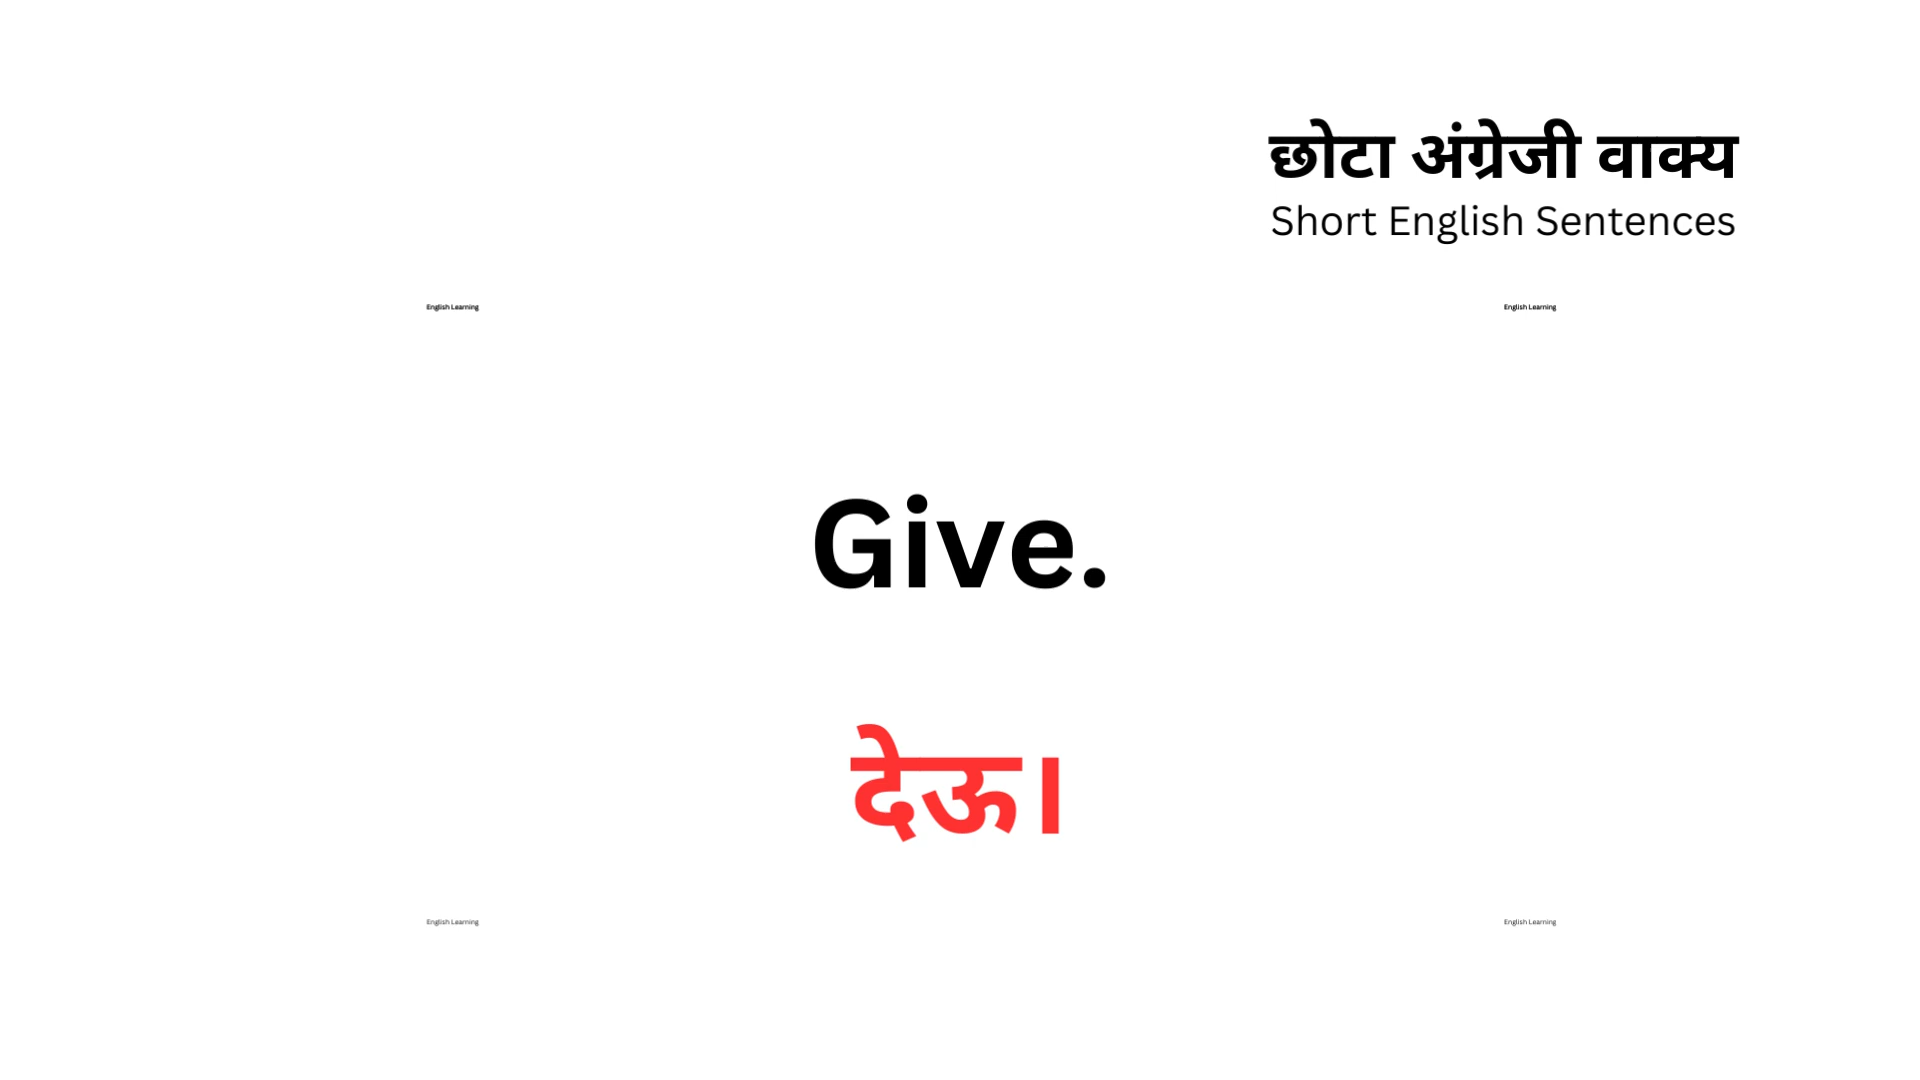 छोटा अंग्रेजी वाक्य
Short English Sentences
English Learning
English Learning
Give.
देऊ।
English Learning
English Learning